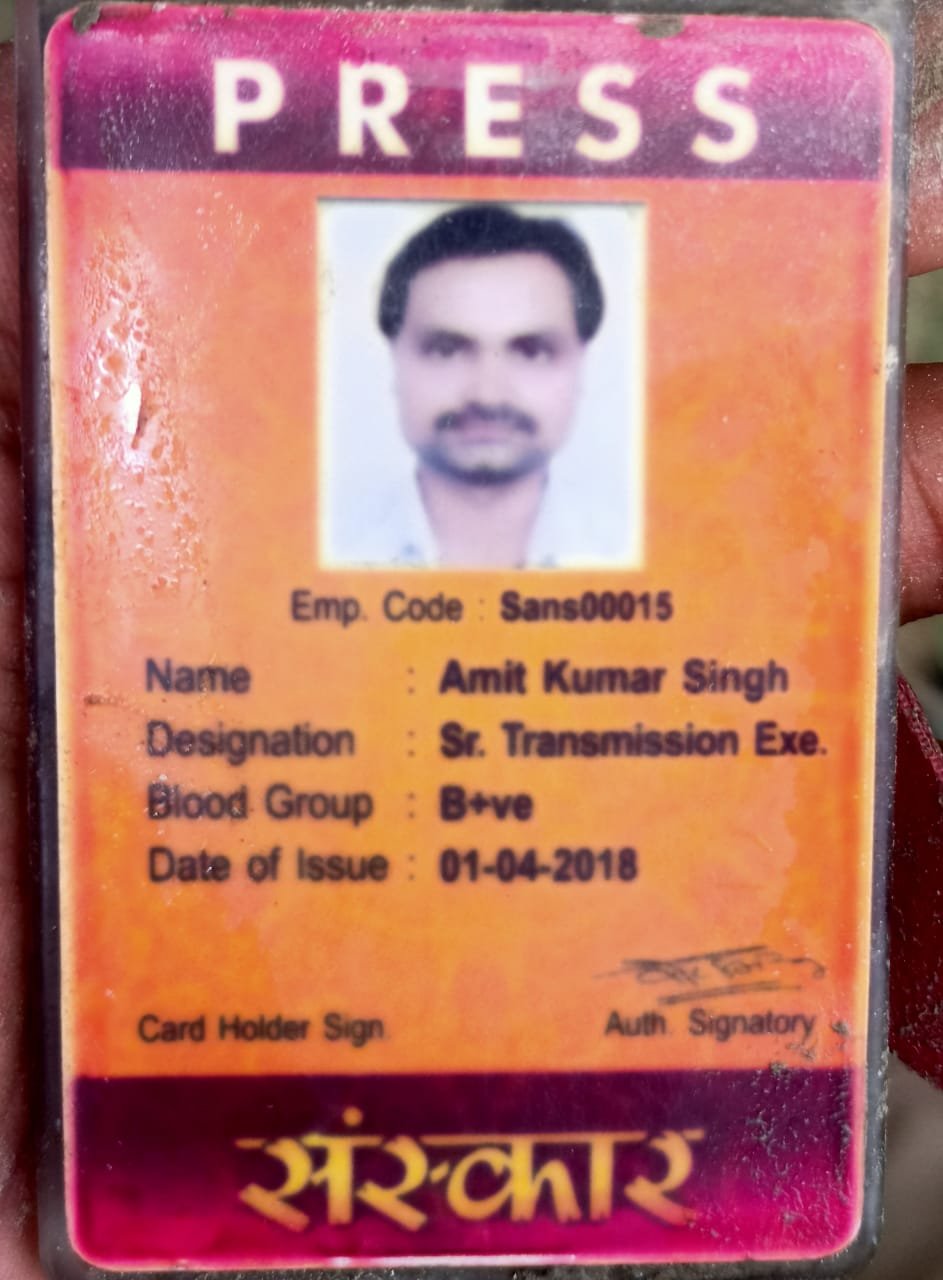 PRESS
Emp. Code : Sans00015
Name : Amit Kumar Singh
Designation : Sr. Transmission Exe.
Blood Group : B+ve
Date of Issue : 01-04-2018
Card Holder Sign. Auth. Signatory
संस्कार